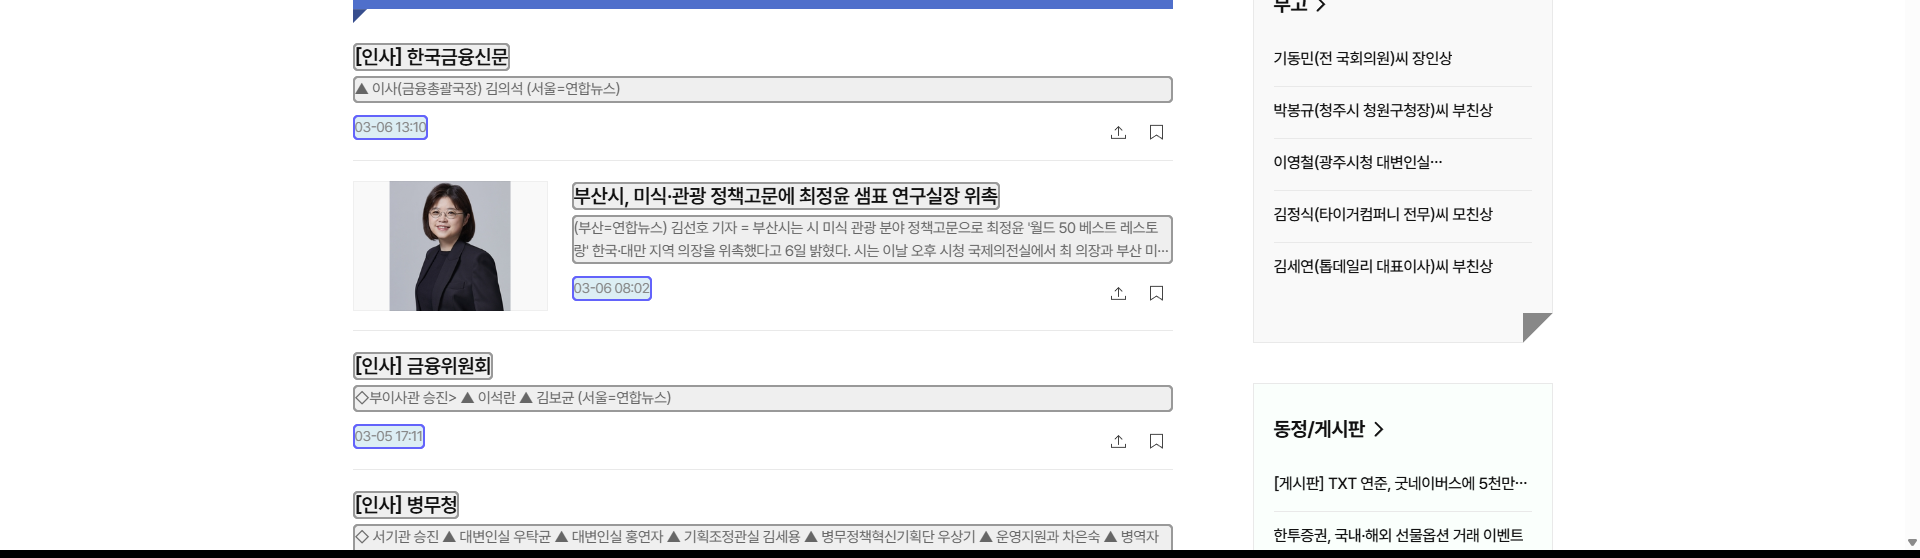 [인사] 한국금융신문
▲ 이사(금융총괄국장) 김의석 (서울=연합뉴스)
03-06 13:10
부산시, 미식·관광 정책고문에 최정윤 샘표 연구실장 위촉
(부산=연합뉴스) 김선호 기자 = 부산시는 시 미식 관광 분야 정책고문으로 최정윤 '월드 50 베스트 레스토
랑' 한국·대만 지역 의장을 위촉했다고 6일 밝혔다. 시는 이날 오후 시청 국제의전실에서 최 의장과 부산 미…
03-06 08:02
[인사] 금융위원회
◇부이사관 승진> ▲ 이석란 ▲ 김보균 (서울=연합뉴스)
03-05 17:11
[인사] 병무청
◇ 서기관 승진 ▲ 대변인실 우탁균 ▲ 대변인실 홍연자 ▲ 기획조정관실 김세용 ▲ 병무정책혁신기획단 우상기 ▲ 운영지원과 차은숙 ▲ 병역자
부고
기동민(전 국회의원)씨 장인상
박봉규(청주시 청원구청장)씨 부친상
이영철(광주시청 대변인실…
김정식(타이거컴퍼니 전무)씨 모친상
김세연(톱데일리 대표이사)씨 부친상
동정/게시판
[게시판] TXT 연준, 굿네이버스에 5천만…
한투증권, 국내·해외 선물옵션 거래 이벤트